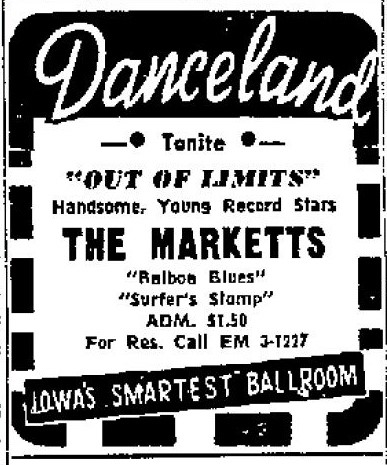 Danceland
Tonite
"OUT OF LIMITS"
Handsome, Young Record Stars
THE MARKETTS
"Balboa Blues"
"Surfer's Stomp"
ADM. $1.50
For Res. Call EM 3-1227
IOWA'S SMARTEST BALLROOM